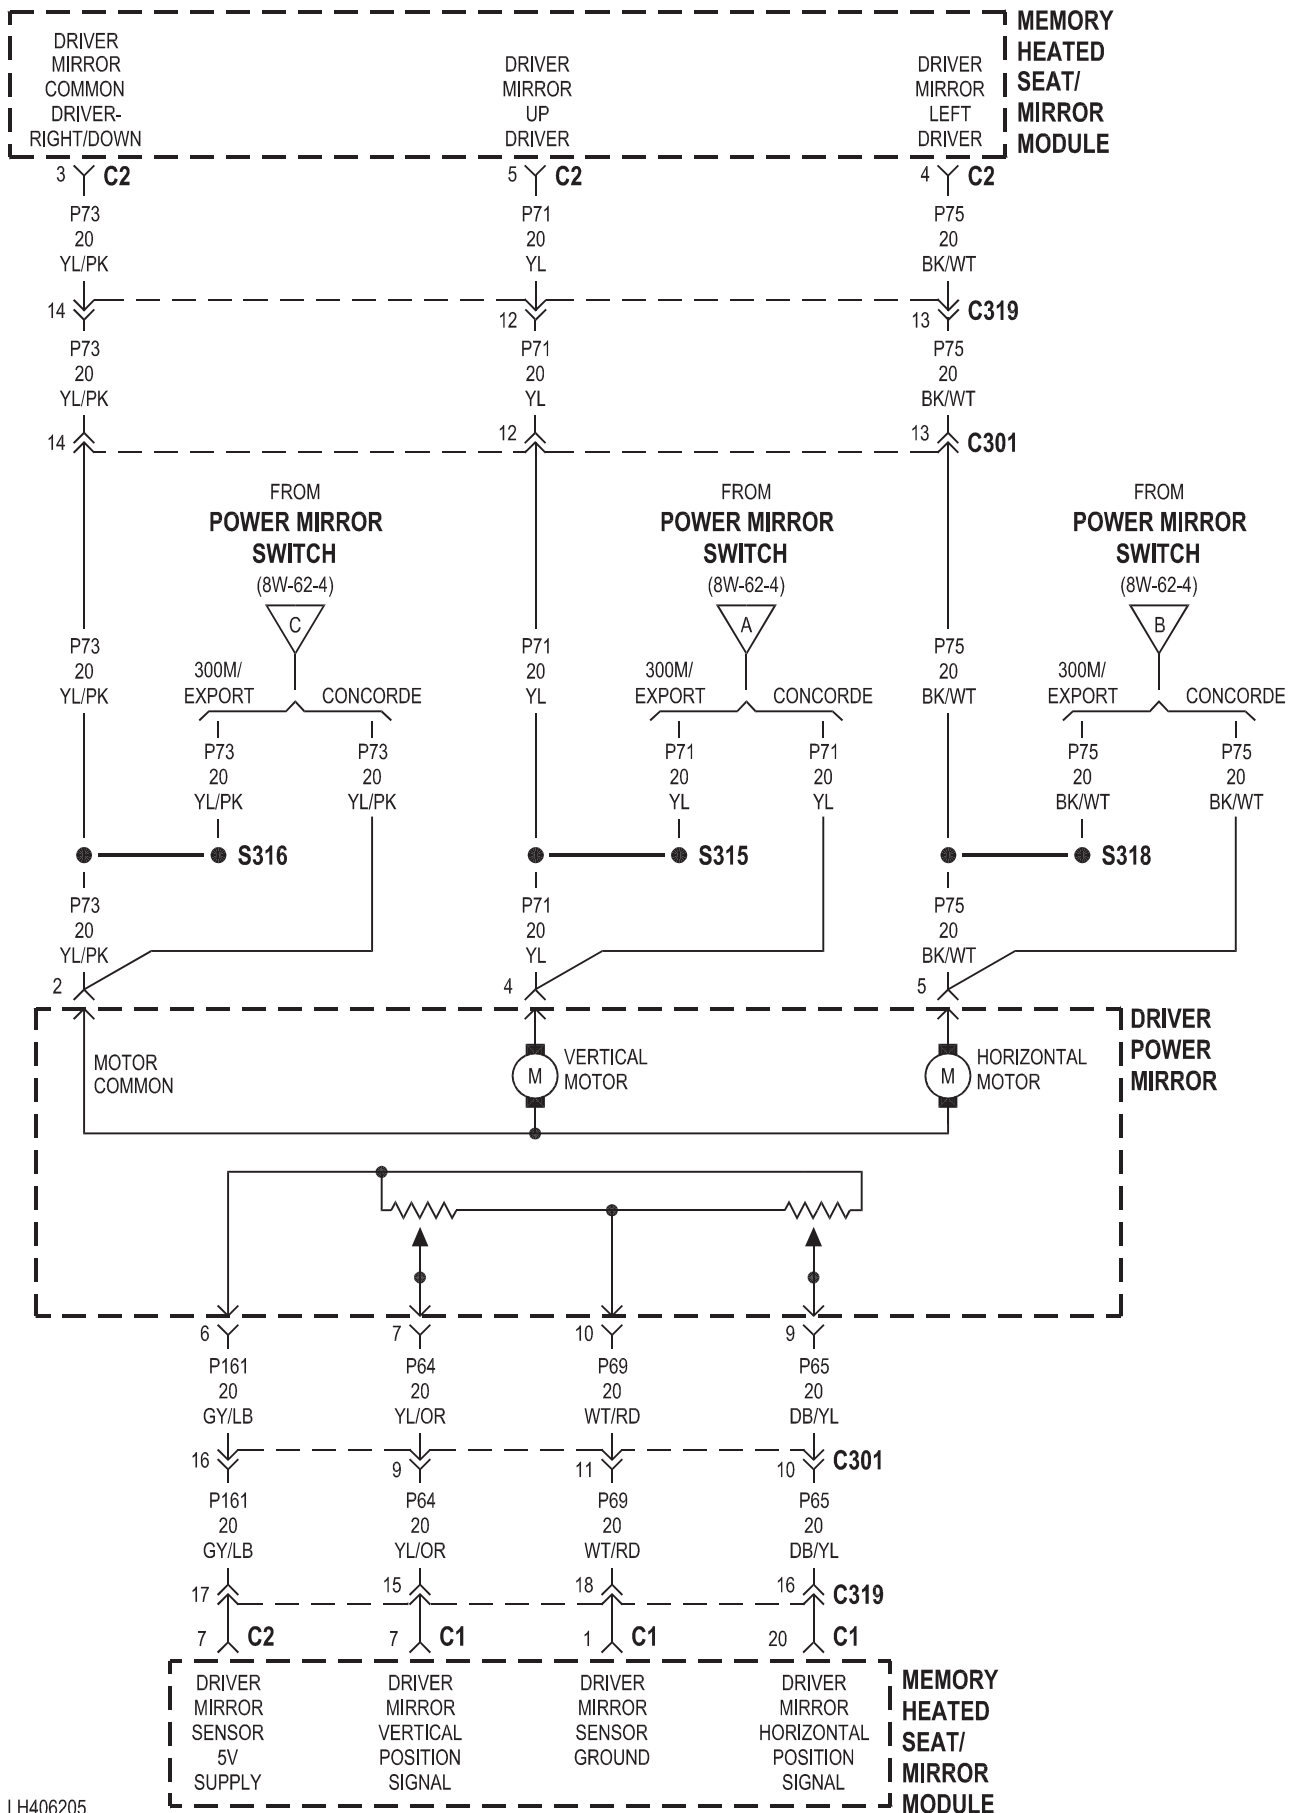 MEMORY
HEATED
SEAT/
MIRROR
MODULE
DRIVER
MIRROR
COMMON
DRIVER-
RIGHT/DOWN
DRIVER
MIRROR
UP
DRIVER
DRIVER
MIRROR
LEFT
DRIVER
3 C2 5 C2 4 C2
P73 P71 P75
20 20 20
YL/PK YL BK/WT
14 12 13 C319
P73 P71 P75
20 20 20
YL/PK YL BK/WT
14 12 13 C301
FROM
POWER MIRROR
SWITCH
(8W-62-4)
C
FROM
POWER MIRROR
SWITCH
(8W-62-4)
A
FROM
POWER MIRROR
SWITCH
(8W-62-4)
B
P73
20
YL/PK
300M/
EXPORT
CONCORDE
P71
20
YL
300M/
EXPORT
CONCORDE
P75
20
BK/WT
300M/
EXPORT
CONCORDE
P73 P73 P71 P71 P75 P75
20 20 20 20 20 20
YL/PK YL/PK YL YL BK/WT BK/WT
S316 S315 S318
P73 P71 P75
20 20 20
YL/PK YL BK/WT
2 4 5
DRIVER
POWER
MIRROR
MOTOR
COMMON
M
VERTICAL
MOTOR
M
HORIZONTAL
MOTOR
6 7 10 9
P161 P64 P69 P65
20 20 20 20
GY/LB YL/OR WT/RD DB/YL
16 9 11 10 C301
P161 P64 P69 P65
20 20 20 20
GY/LB YL/OR WT/RD DB/YL
17 15 18 16 C319
7 C2 7 C1 1 C1 20 C1
DRIVER
MIRROR
SENSOR
5V
SUPPLY
DRIVER
MIRROR
VERTICAL
POSITION
SIGNAL
DRIVER
MIRROR
SENSOR
GROUND
DRIVER
MIRROR
HORIZONTAL
POSITION
SIGNAL
MEMORY
HEATED
SEAT/
MIRROR
MODULE
LH406205